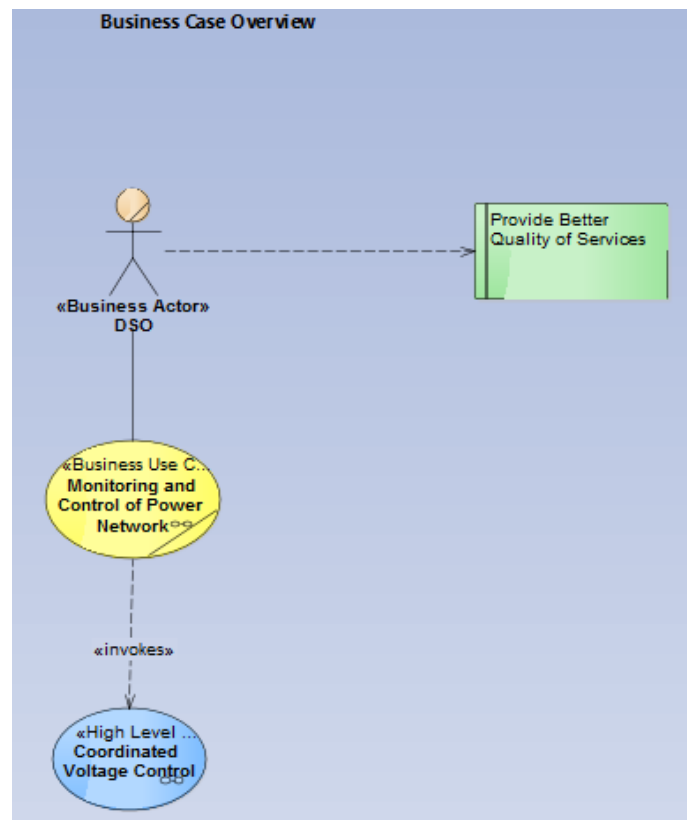 Business Case Overview
Provide Better
Quality of Services
«Business Actor»
DSO
«Business Use C...
Monitoring and
Control of Power
Network
«invokes»
«High Level ...
Coordinated
Voltage Control